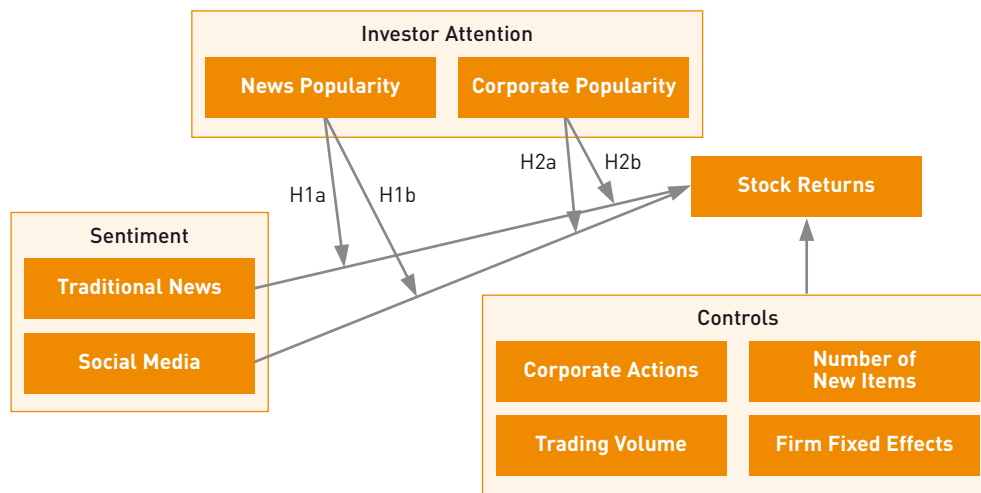 Investor Attention
News Popularity
Corporate Popularity
H1a
H1b
H2a
H2b
Stock Returns
Sentiment
Traditional News
Social Media
Controls
Corporate Actions
Number of
New Items
Trading Volume
Firm Fixed Effects